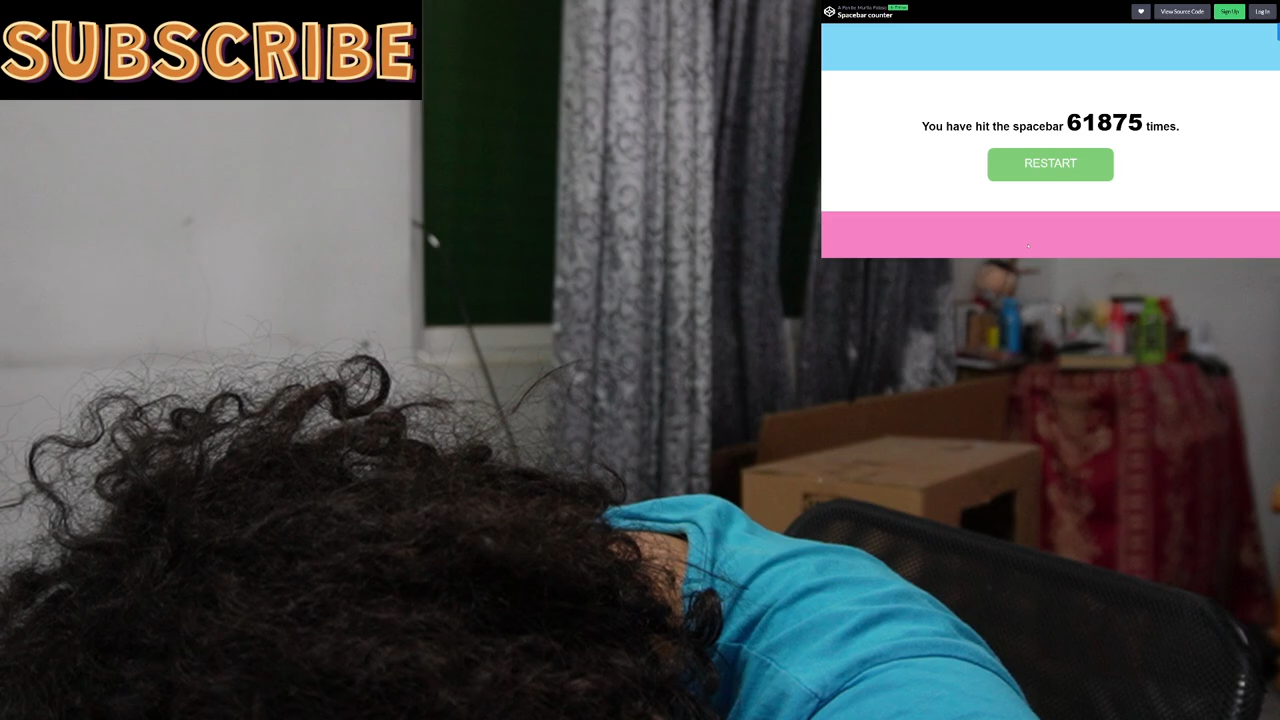 SUBSCRIBE
Spacebar counter
View Source Code
Sign Up
Log In
You have hit the spacebar 61875 times.
RESTART